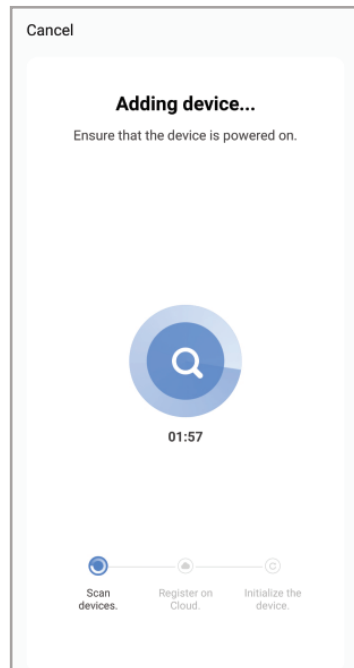 Cancel
Adding device...
Ensure that the device is powered on.
01:57
Scan
devices.
Register on
Cloud.
Initialize the
device.